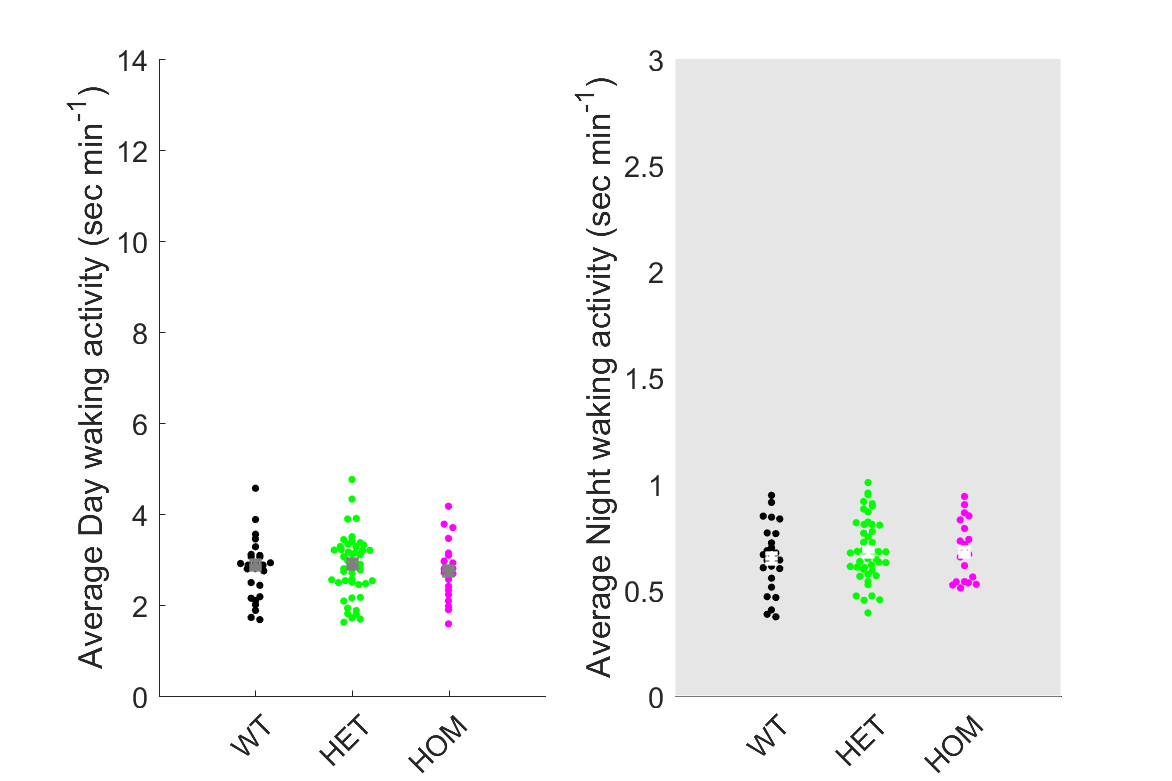 Average Day waking activity (sec min⁻¹)
14
12
10
8
6
4
2
0
WT
HET
HOM
Average Night waking activity (sec min⁻¹)
3
2.5
2
1.5
1
0.5
0
WT
HET
HOM